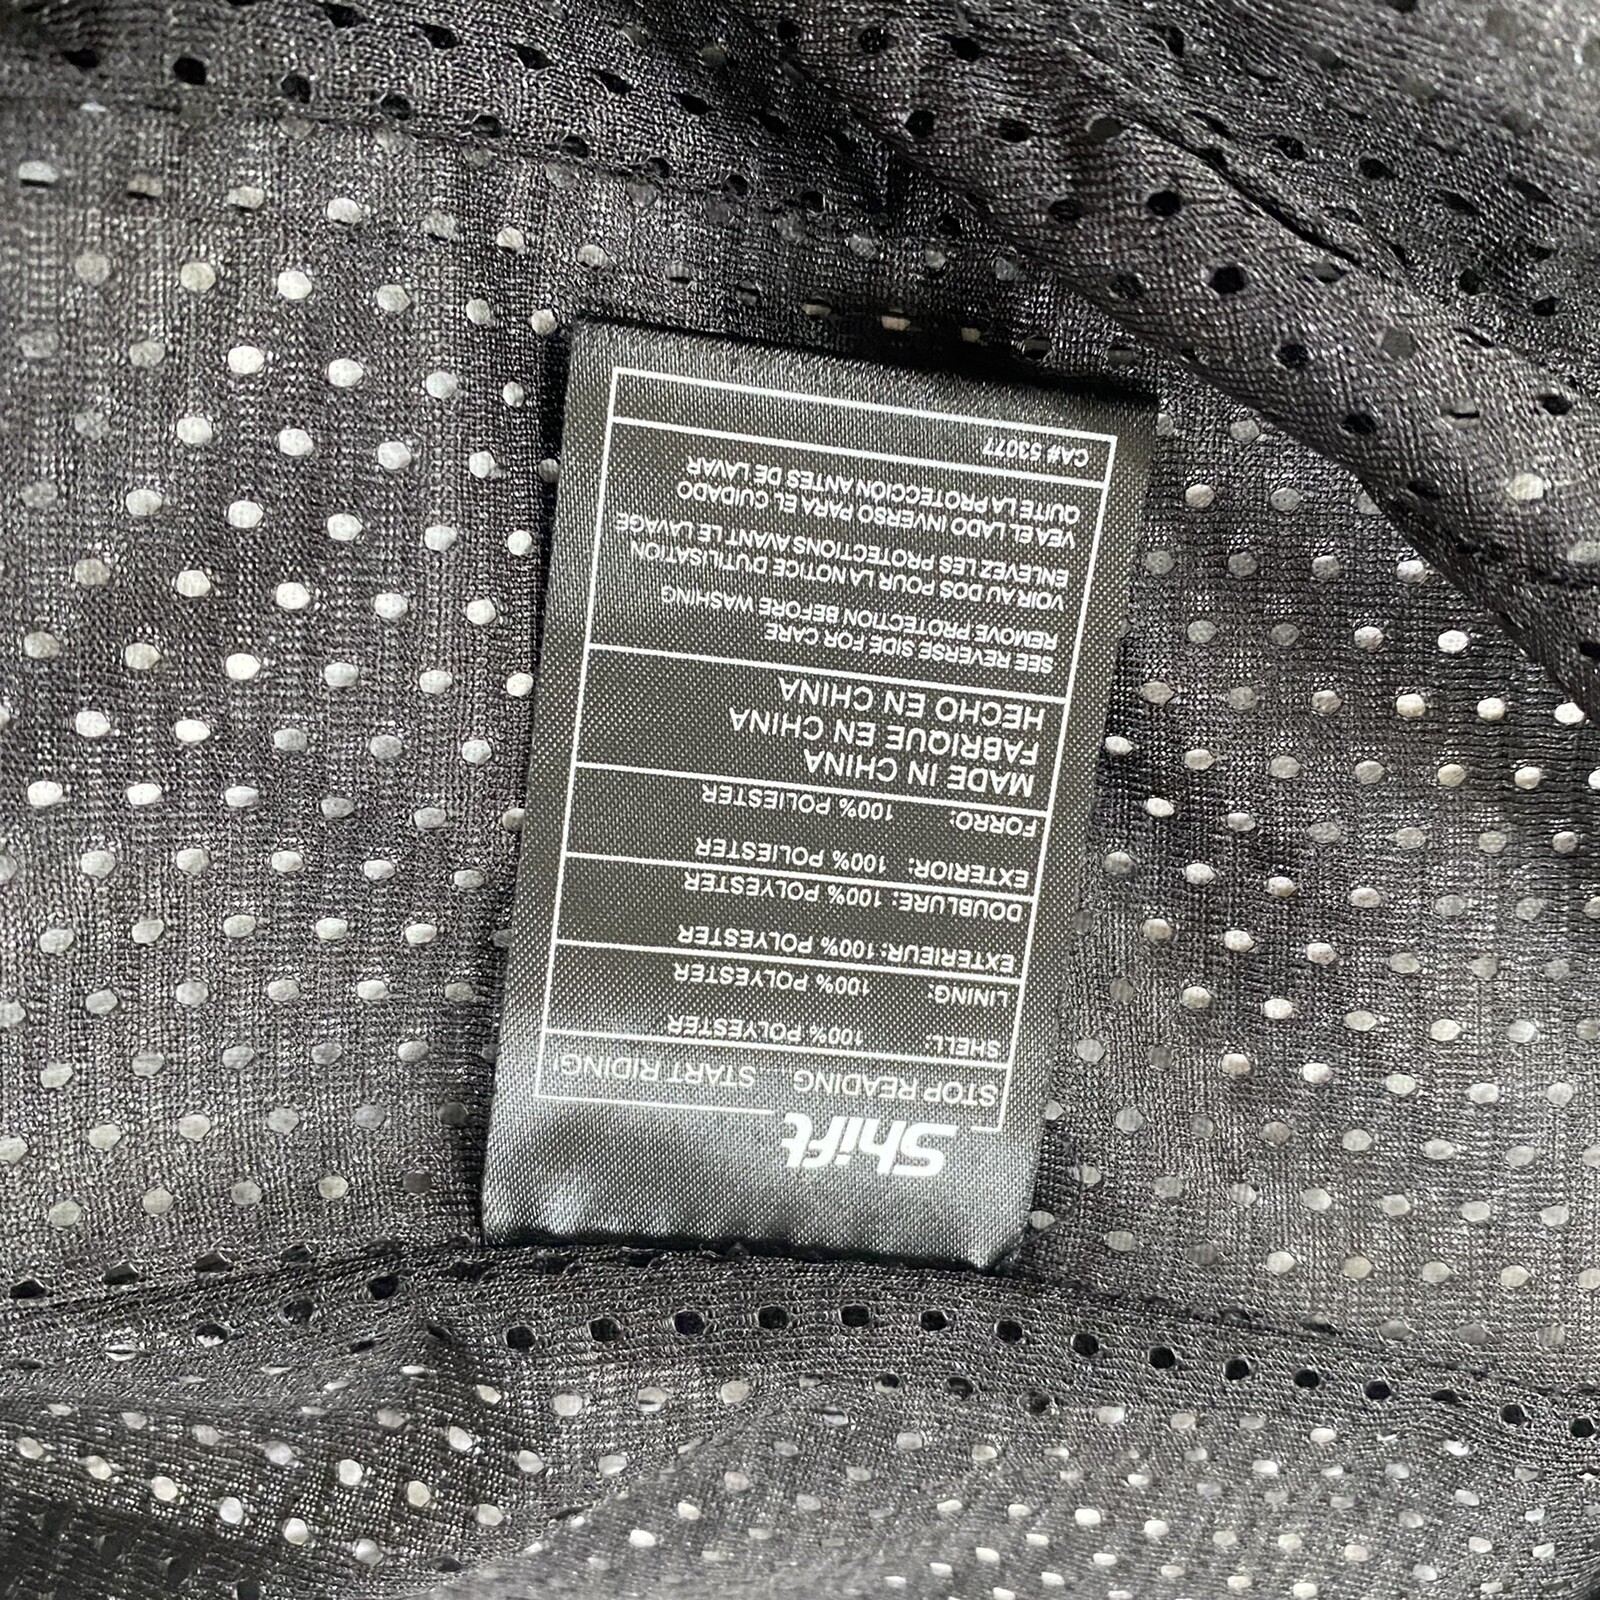 Shift
STOP READING START RIDING!
SHELL: 100% POLYESTER
LINING: 100% POLYESTER
EXTERIEUR: 100% POLYESTER
DOUBLURE: 100% POLYESTER
EXTERIOR: 100% POLIESTER
FORRO: 100% POLIESTER
MADE IN CHINA
FABRIQUE EN CHINA
HECHO EN CHINA
SEE REVERSE SIDE FOR CARE
REMOVE PROTECTION BEFORE WASHING
VOIR AU DOS POUR LA NOTICE D'UTILISATION
ENLEVEZ LES PROTECTIONS AVANT LE LAVAGE
VEA EL LADO INVERSO PARA EL CUIDADO
QUITE LA PROTECCION ANTES DE LAVAR
CA# 53077